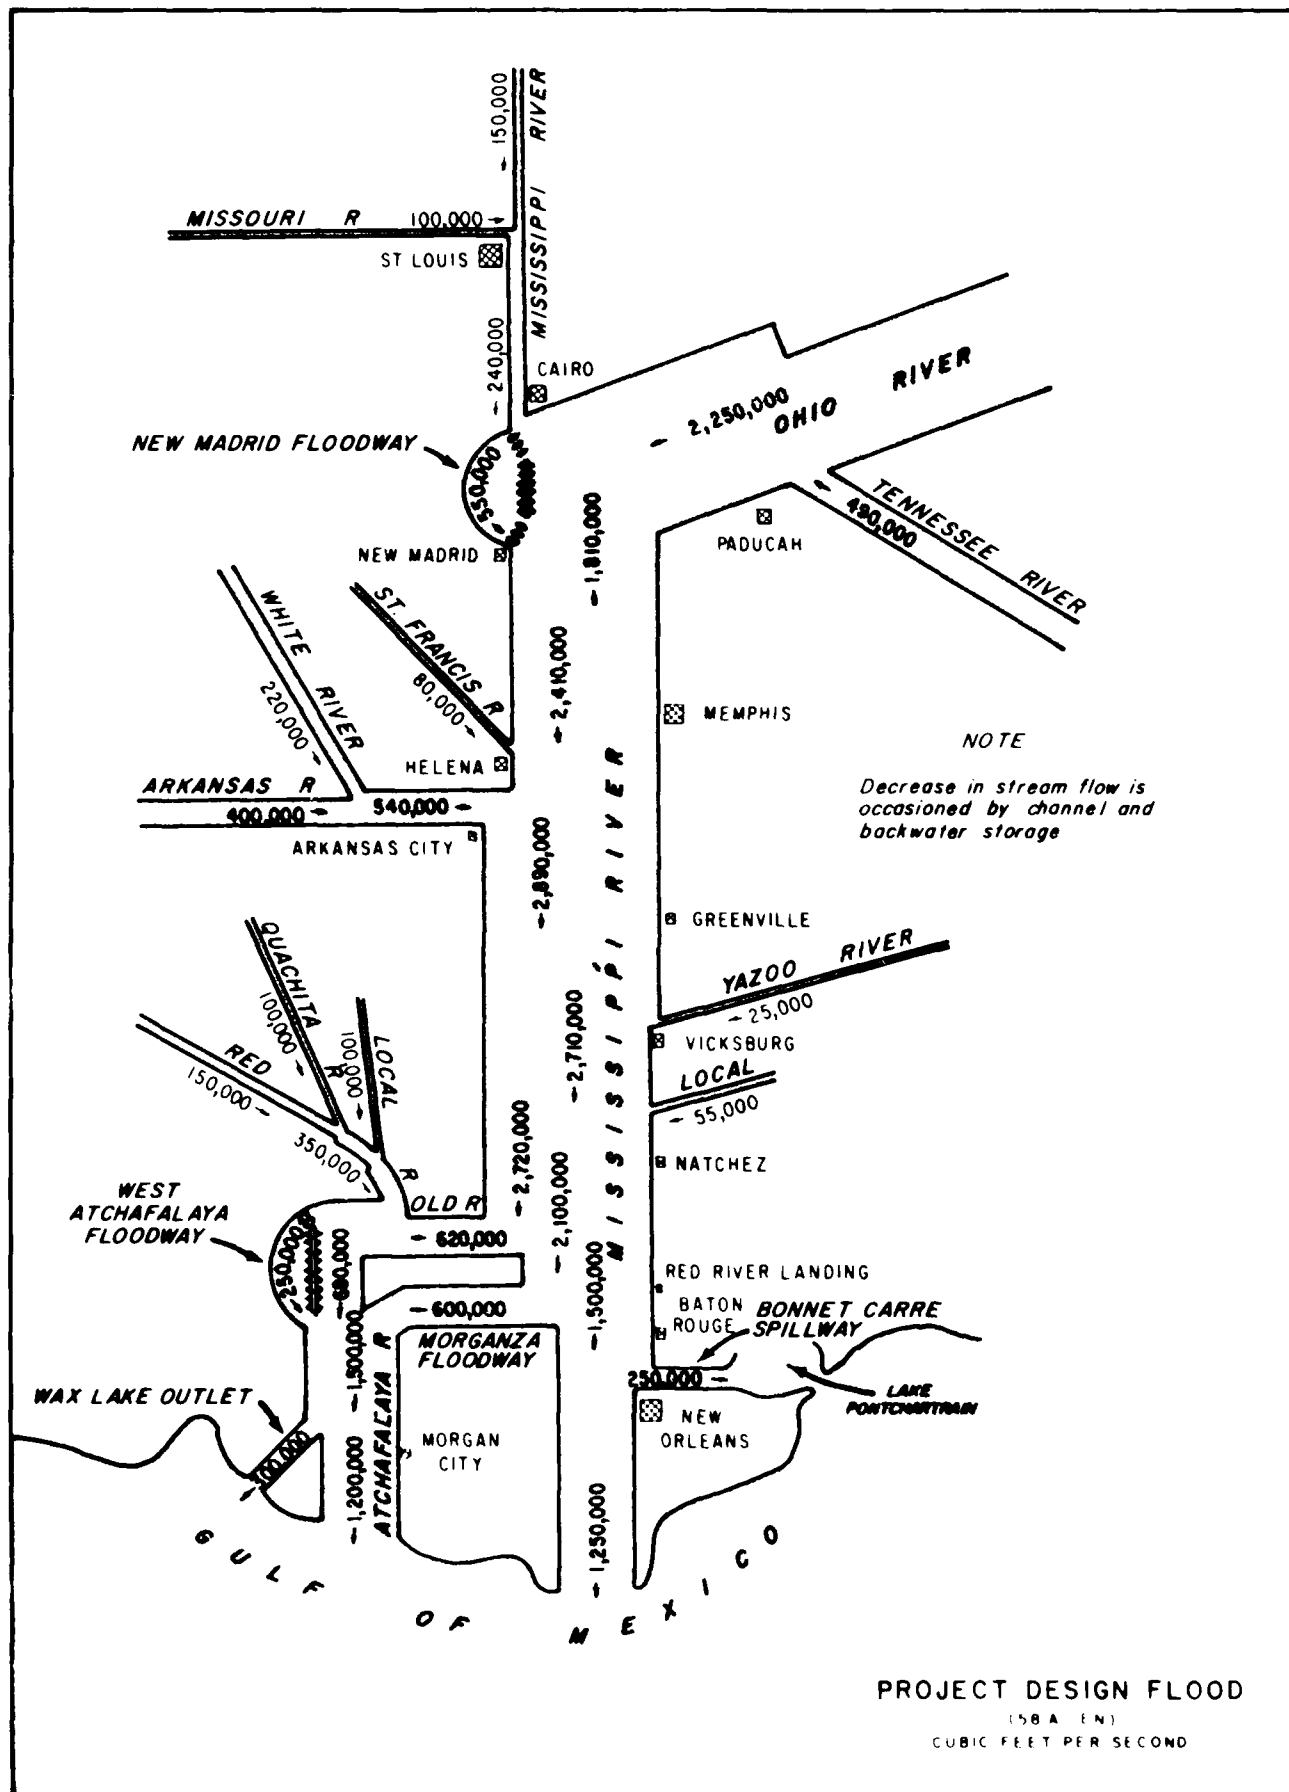 150,000
MISSISSIPPI RIVER
MISSOURI R
100,000
ST LOUIS
240,000
CAIRO
2,250,000
OHIO RIVER
NEW MADRID FLOODWAY
550,000
NEW MADRID
1,810,000
PADUCAH
490,000
TENNESSEE RIVER
WHITE RIVER
220,000
ST. FRANCIS R
80,000
2,410,000
MEMPHIS
HELENA
ARKANSAS R
400,000
540,000
ARKANSAS CITY
NOTE
Decrease in stream flow is
occasioned by channel and
backwater storage
2,890,000
MISSISSIPPI RIVER
GREENVILLE
YAZOO RIVER
25,000
VICKSBURG
LOCAL
55,000
2,710,000
QUACHITA R
100,000
LOCAL
100,000
RED R
150,000
350,000
NATCHEZ
2,720,000
2,100,000
WEST
ATCHAFALAYA
FLOODWAY
250,000
680,000
OLD R
620,000
600,000
1,500,000
RED RIVER LANDING
BATON
ROUGE
BONNET CARRE
SPILLWAY
MORGANZA
FLOODWAY
1,500,000
250,000
LAKE
PONTCHARTRAIN
WAX LAKE OUTLET
300,000
NEW
ORLEANS
MORGAN
CITY
1,200,000
ATCHAFALAYA R
1,250,000
GULF OF MEXICO
PROJECT DESIGN FLOOD
(58 A EN)
CUBIC FEET PER SECOND